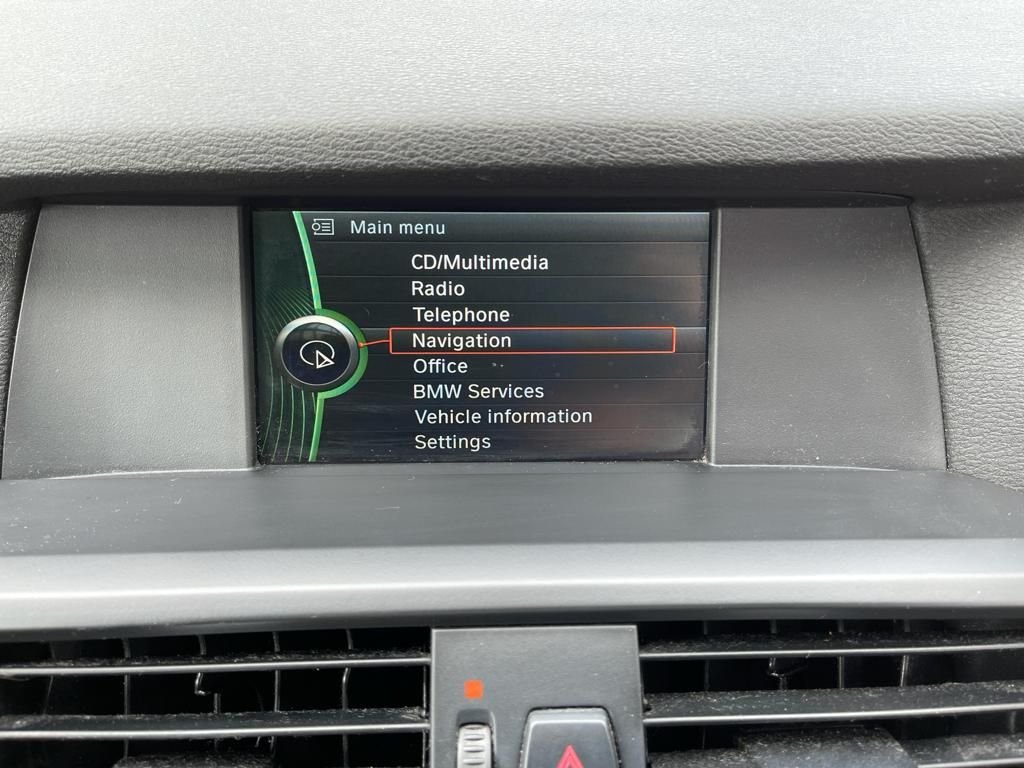 Main menu
CD/Multimedia
Radio
Telephone
Navigation
Office
BMW Services
Vehicle information
Settings